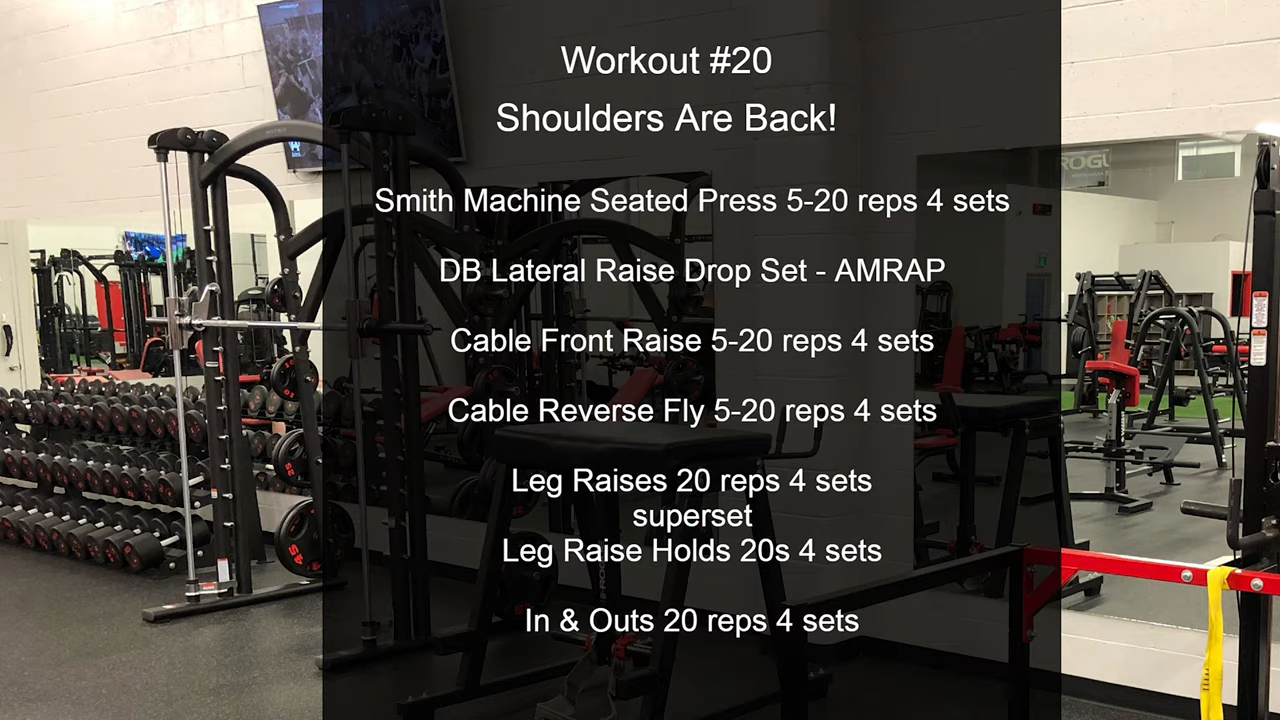 Workout #20
Shoulders Are Back!
Smith Machine Seated Press 5-20 reps 4 sets
DB Lateral Raise Drop Set - AMRAP
Cable Front Raise 5-20 reps 4 sets
Cable Reverse Fly 5-20 reps 4 sets
Leg Raises 20 reps 4 sets
superset
Leg Raise Holds 20s 4 sets
In & Outs 20 reps 4 sets